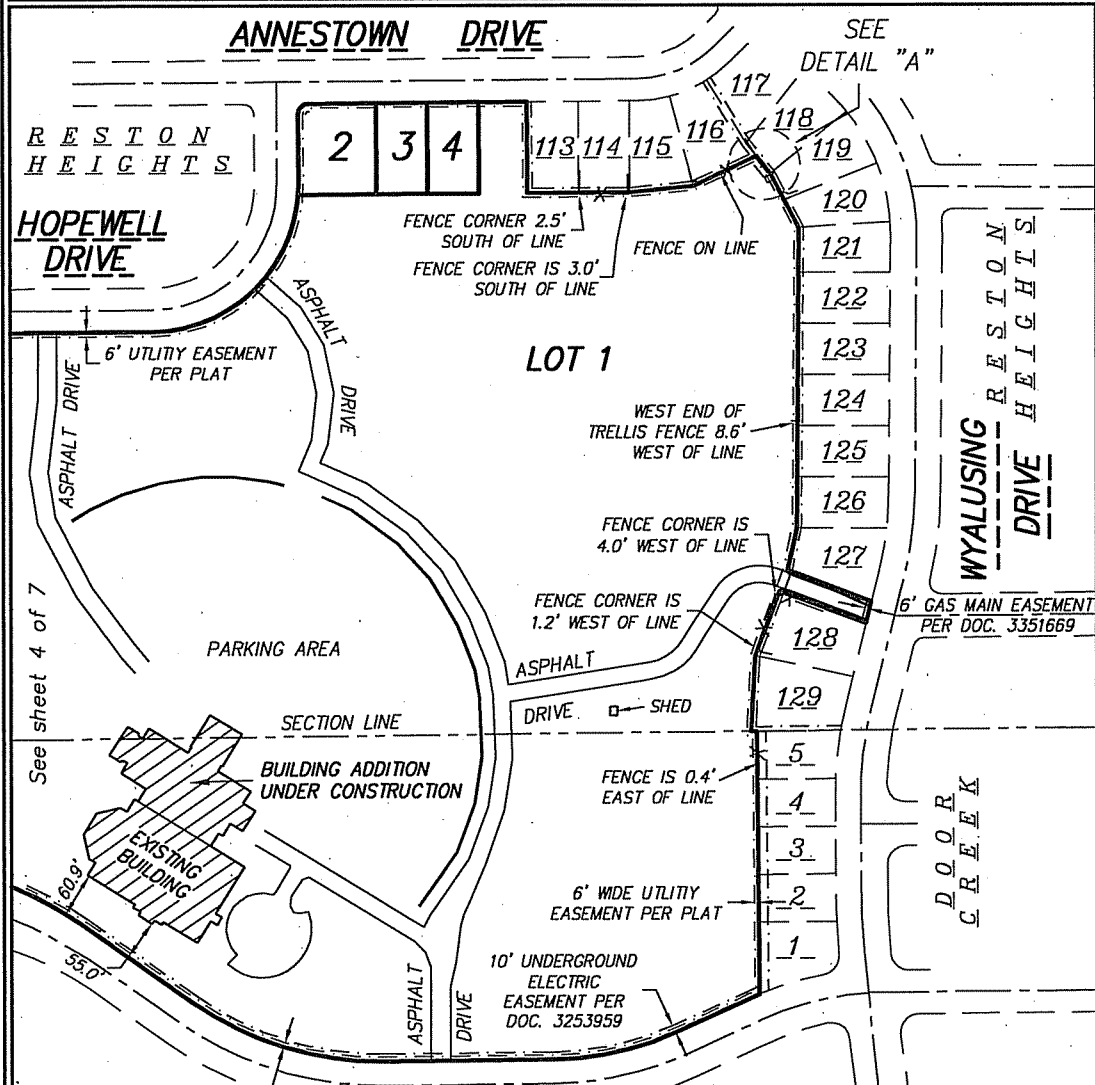 ANNESTOWN DRIVE
SEE
DETAIL "A"
RESTON
HEIGHTS
HOPEWELL
DRIVE
2
3
4
113
114
115
116
117
118
119
120
121
122
123
124
125
126
127
128
129
5
4
3
2
1
FENCE CORNER 2.5'
SOUTH OF LINE
FENCE CORNER IS 3.0'
SOUTH OF LINE
FENCE ON LINE
ASPHALT
DRIVE
6' UTLITIY EASEMENT
PER PLAT
ASPHALT DRIVE
LOT 1
WEST END OF
TRELLIS FENCE 8.6'
WEST OF LINE
RESTON
HEIGHTS
WYALUSING
DRIVE
FENCE CORNER IS
4.0' WEST OF LINE
FENCE CORNER IS
1.2' WEST OF LINE
6' GAS MAIN EASEMENT
PER DOC. 3351669
See sheet 4 of 7
PARKING AREA
ASPHALT
DRIVE
SHED
SECTION LINE
BUILDING ADDITION
UNDER CONSTRUCTION
EXISTING
BUILDING
FENCE IS 0.4'
EAST OF LINE
DOOR
CREEK
60.9'
55.0'
6' WIDE UTLITIY
EASEMENT PER PLAT
10' UNDERGROUND
ELECTRIC
EASEMENT PER
DOC. 3253959
ASPHALT
DRIVE